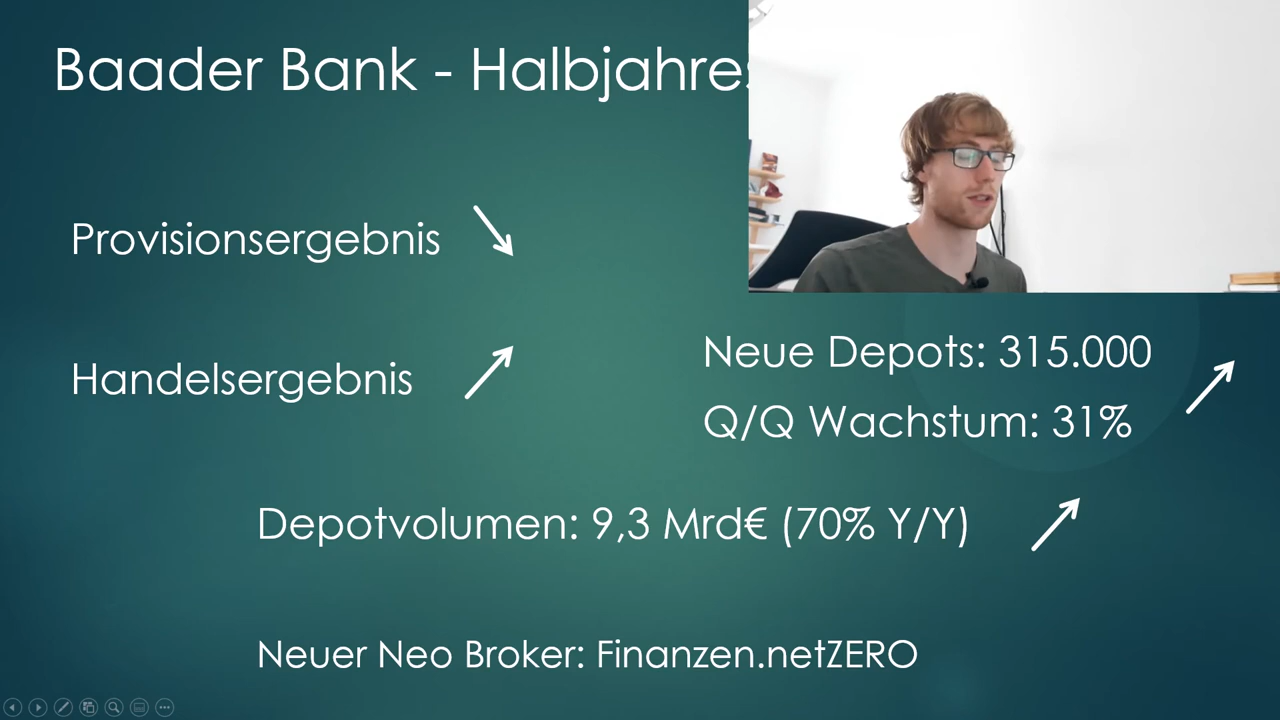 Baader Bank - Halbjahres
Provisionsergebnis
Handelsergebnis
Neue Depots: 315.000
Q/Q Wachstum: 31%
Depotvolumen: 9,3 Mrd€ (70% Y/Y)
Neuer Neo Broker: Finanzen.netZERO